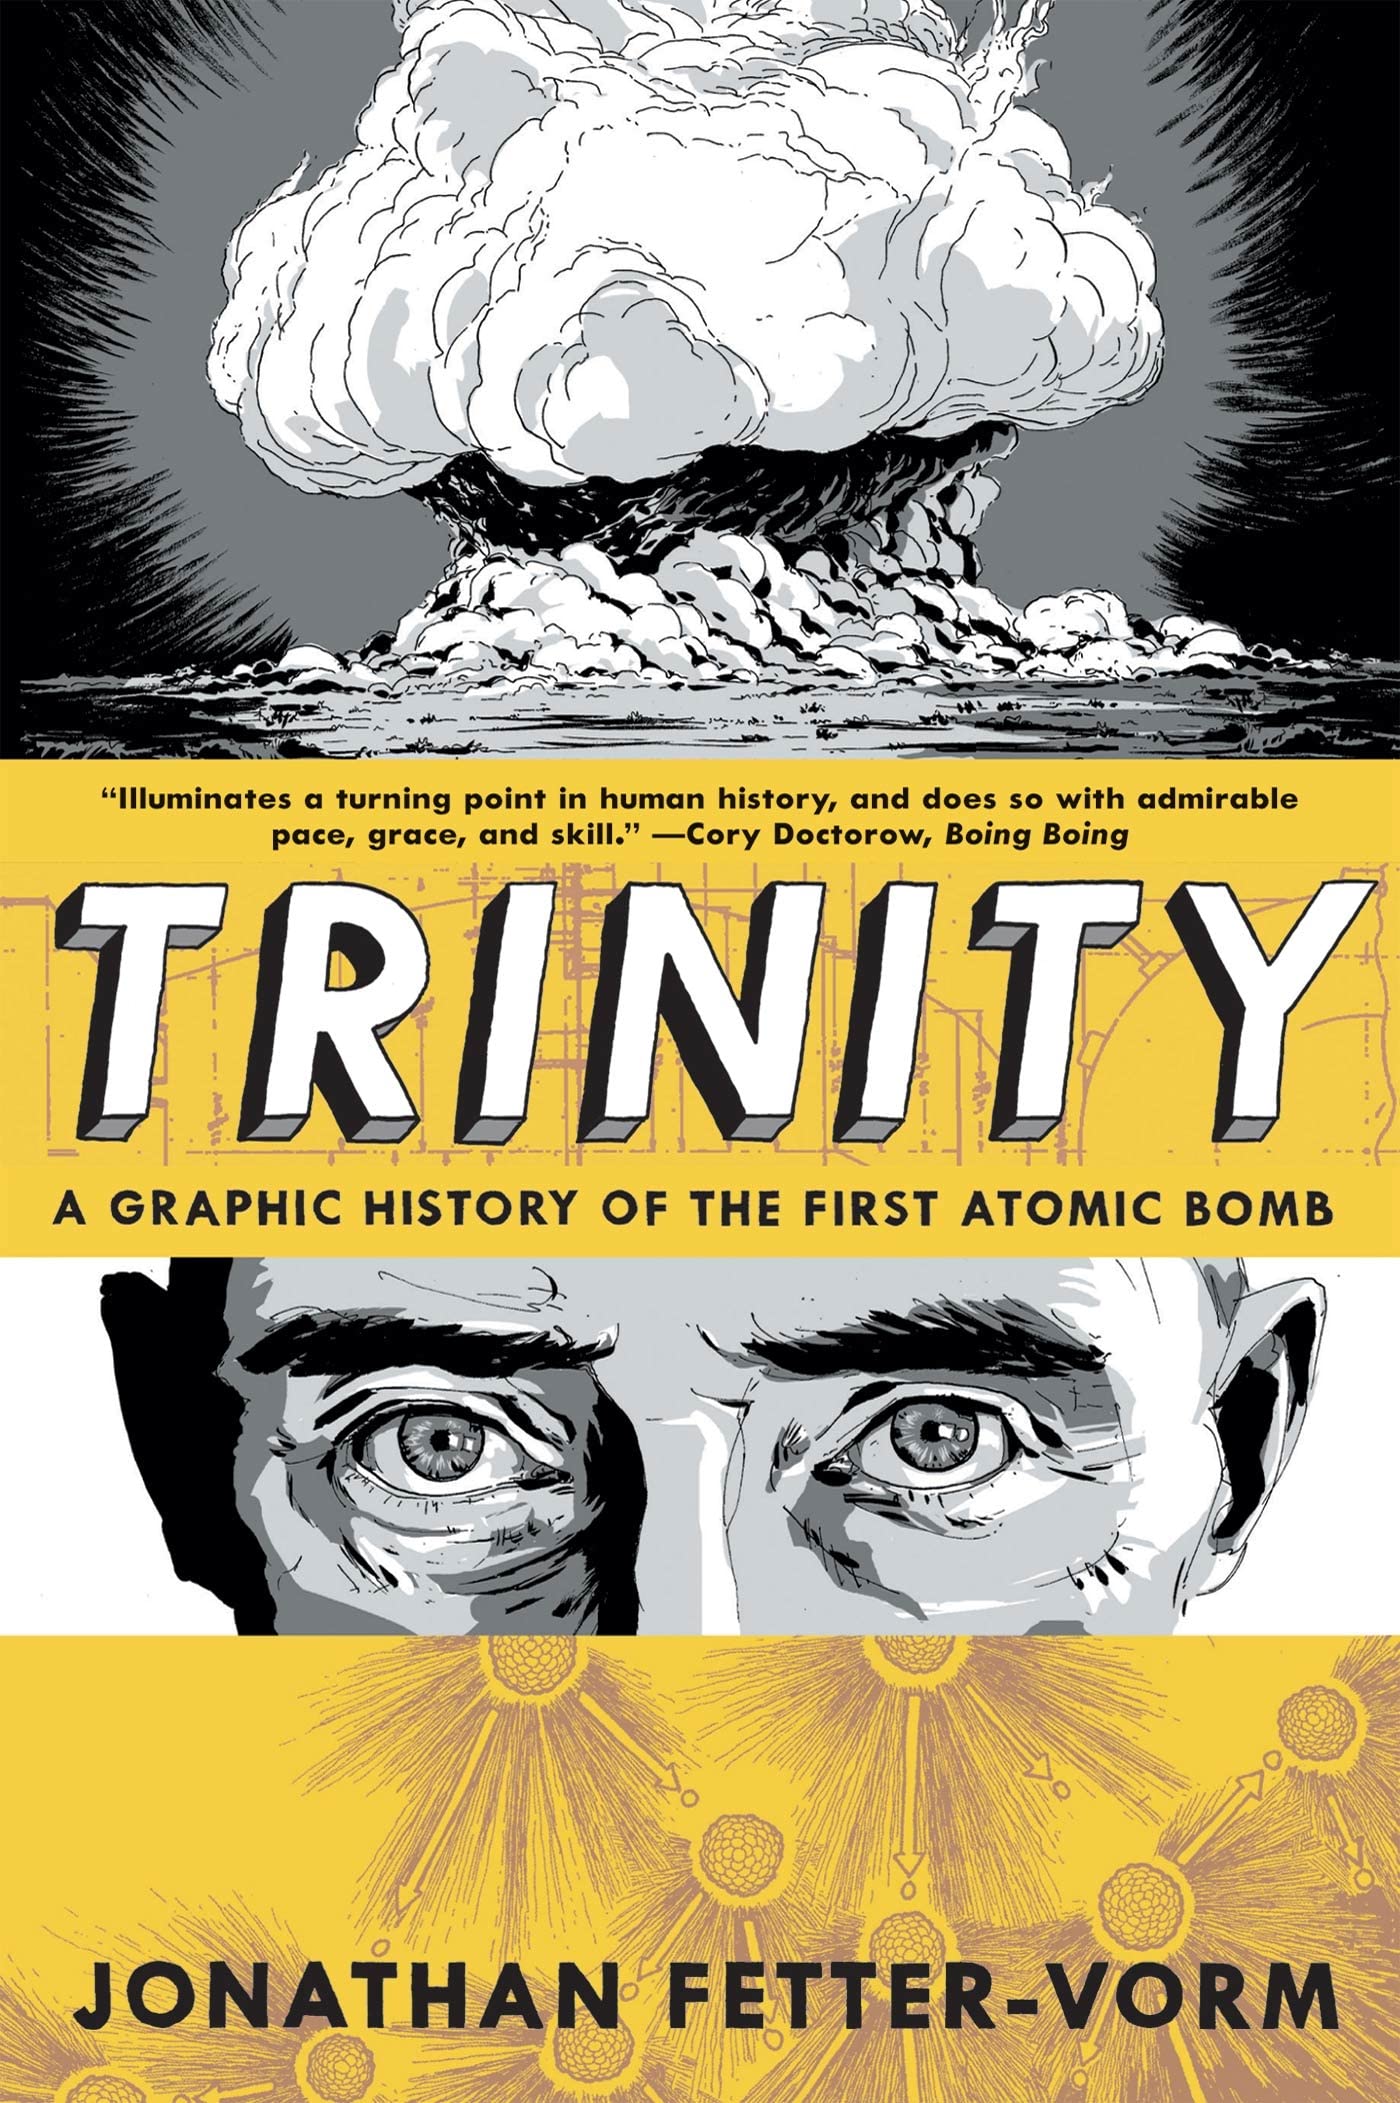 “Illuminates a turning point in human history, and does so with admirable
pace, grace, and skill.” —Cory Doctorow, Boing Boing
TRINITY
A GRAPHIC HISTORY OF THE FIRST ATOMIC BOMB
JONATHAN FETTER-VORM